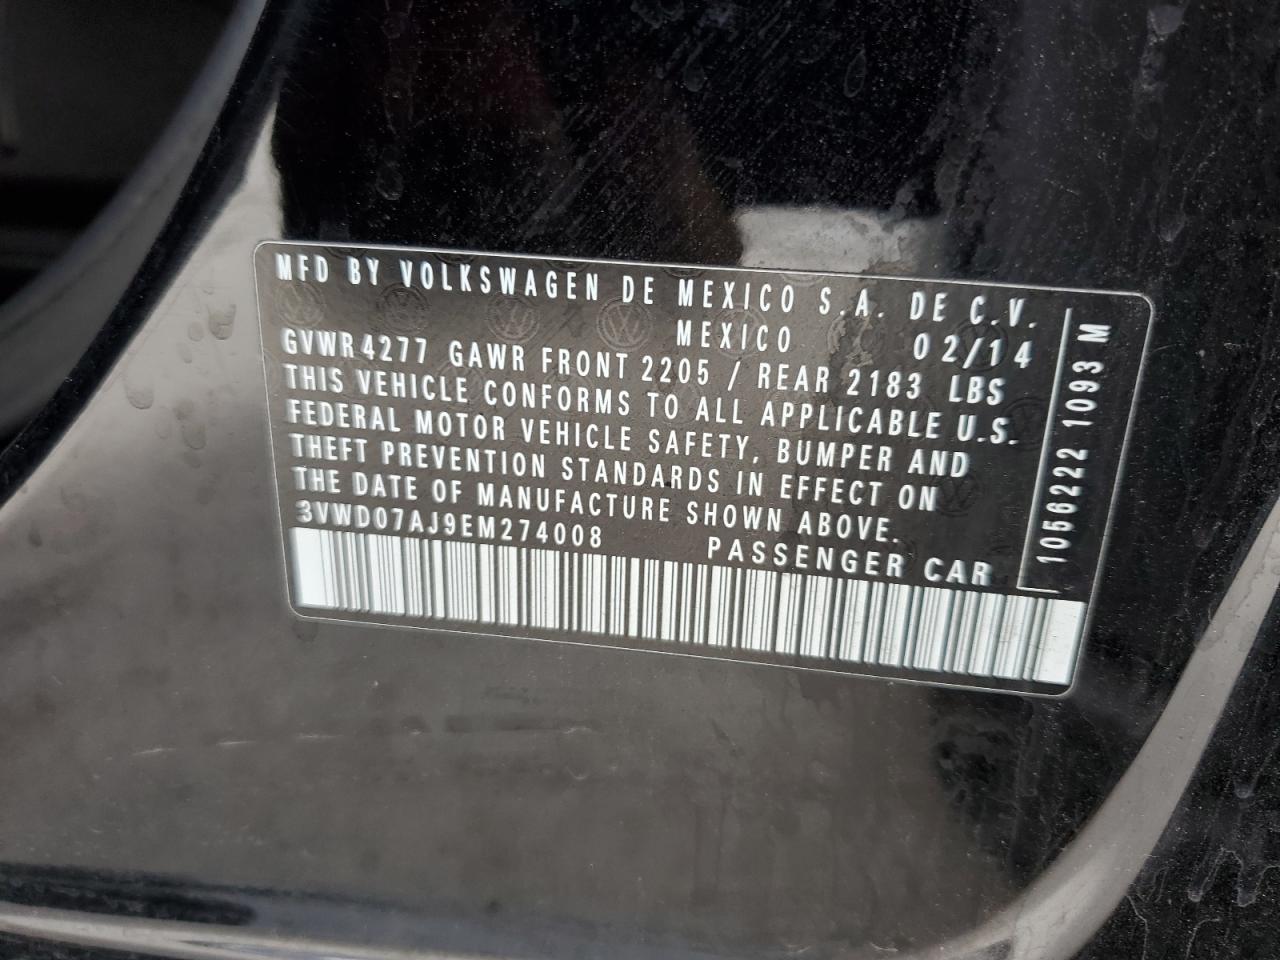 MFD BY VOLKSWAGEN DE MEXICO S.A. DE C.V.
MEXICO 02/14
GVWR 4277 GAWR FRONT 2205 / REAR 2183 LBS
THIS VEHICLE CONFORMS TO ALL APPLICABLE U.S.
FEDERAL MOTOR VEHICLE SAFETY, BUMPER AND
THEFT PREVENTION STANDARDS IN EFFECT ON
THE DATE OF MANUFACTURE SHOWN ABOVE.
3VWD07AJ9EM274008 PASSENGER CAR
1056222 1093 M